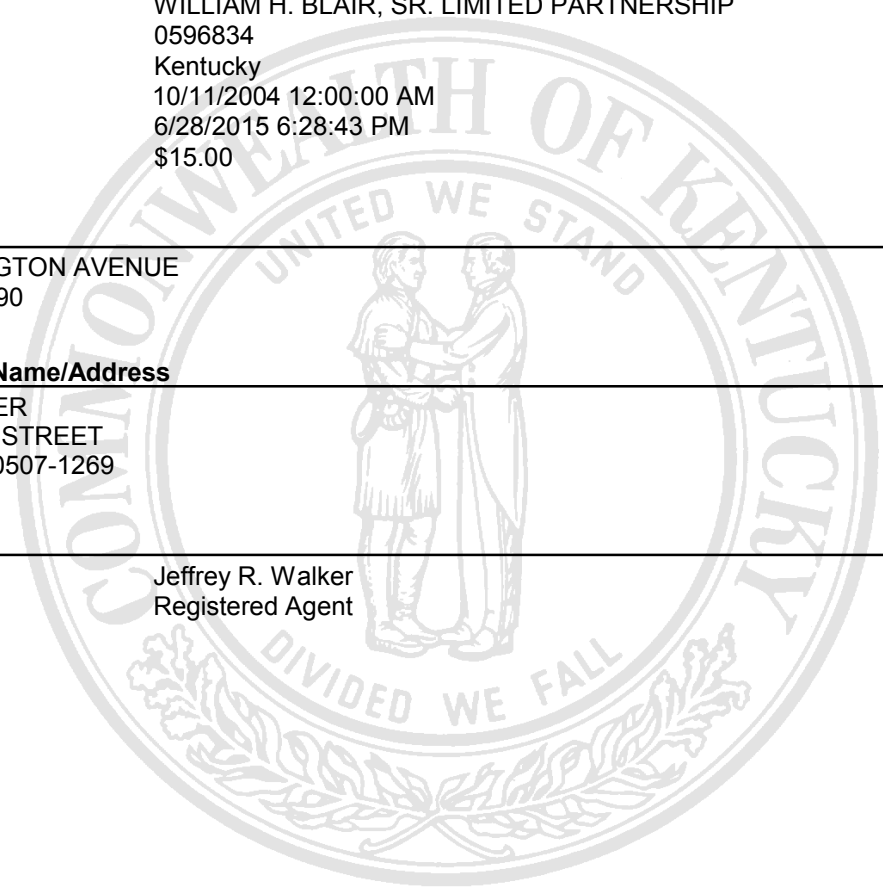 WILLIAM H. BLAIR, SR. LIMITED PARTNERSHIP
0596834
Kentucky
10/11/2004 12:00:00 AM
6/28/2015 6:28:43 PM
$15.00
COMMONWEALTH OF KENTUCKY
UNITED WE STAND
GTON AVENUE
90
Name/Address
ER
STREET
0507-1269
Jeffrey R. Walker
Registered Agent
DIVIDED WE FALL